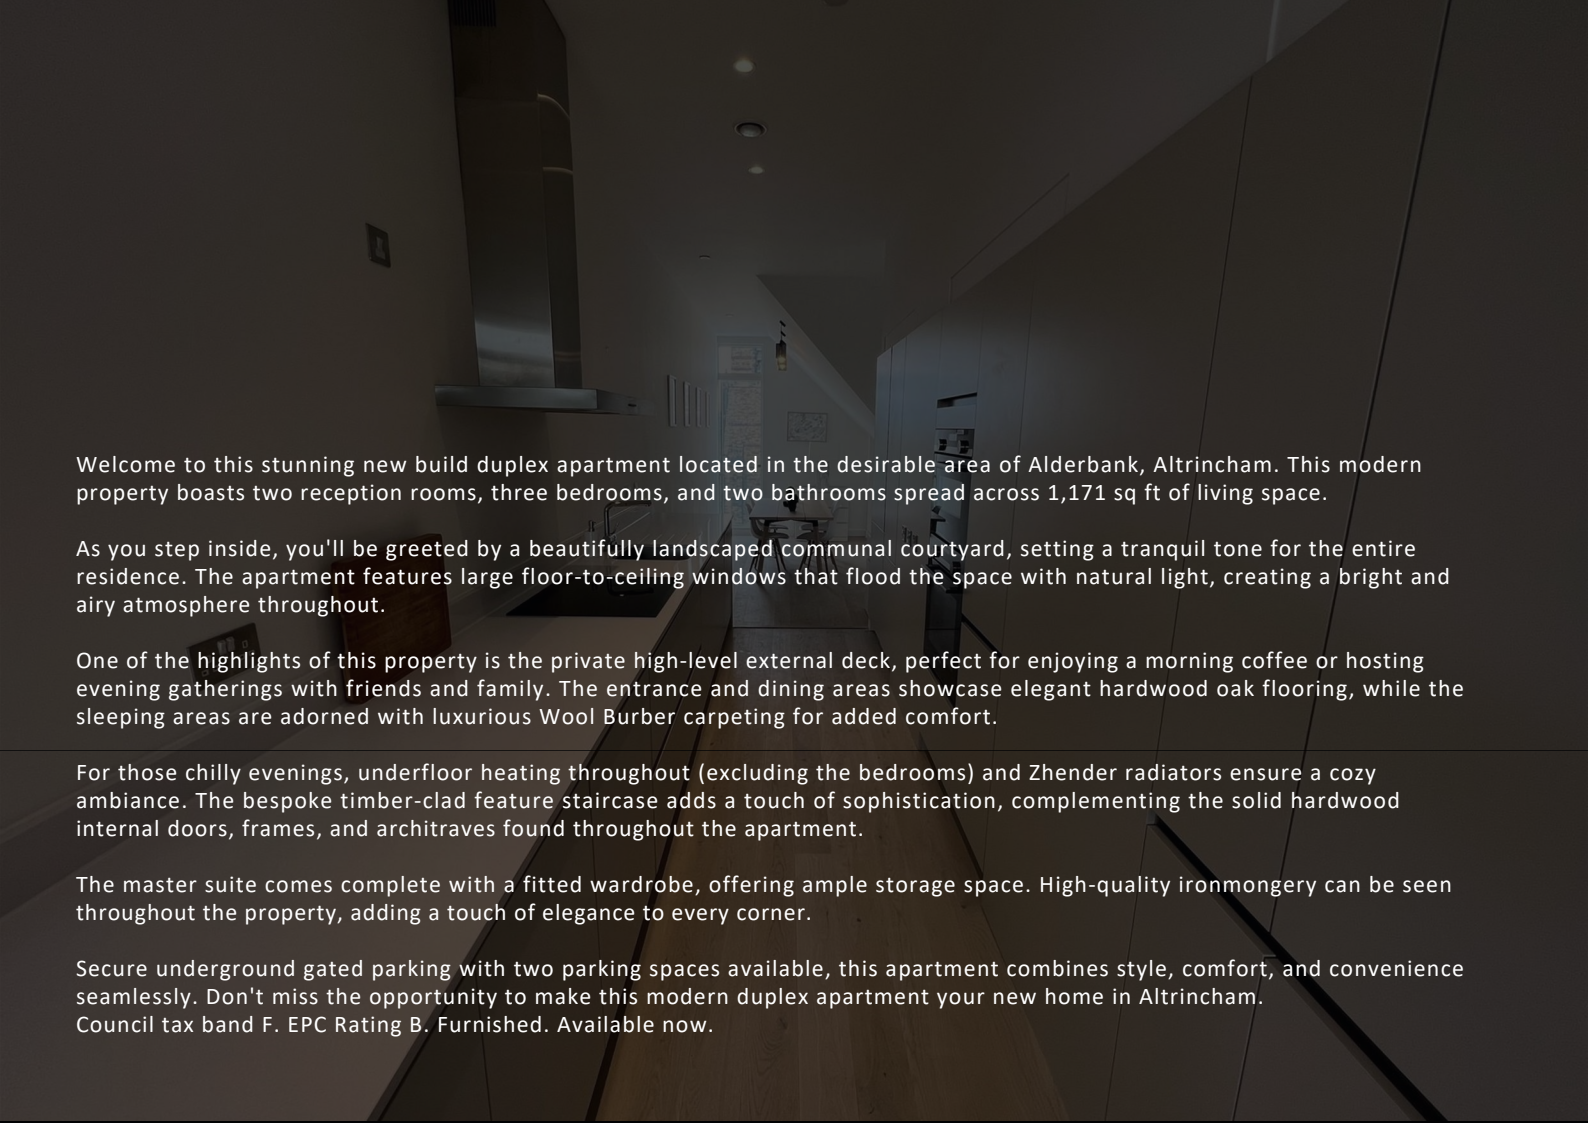 Welcome to this stunning new build duplex apartment located in the desirable area of Alderbank, Altrincham. This modern
property boasts two reception rooms, three bedrooms, and two bathrooms spread across 1,171 sq ft of living space.
As you step inside, you'll be greeted by a beautifully landscaped communal courtyard, setting a tranquil tone for the entire
residence. The apartment features large floor-to-ceiling windows that flood the space with natural light, creating a bright and
airy atmosphere throughout.
One of the highlights of this property is the private high-level external deck, perfect for enjoying a morning coffee or hosting
evening gatherings with friends and family. The entrance and dining areas showcase elegant hardwood oak flooring, while the
sleeping areas are adorned with luxurious Wool Burber carpeting for added comfort.
For those chilly evenings, underfloor heating throughout (excluding the bedrooms) and Zhender radiators ensure a cozy
ambiance. The bespoke timber-clad feature staircase adds a touch of sophistication, complementing the solid hardwood
internal doors, frames, and architraves found throughout the apartment.
The master suite comes complete with a fitted wardrobe, offering ample storage space. High-quality ironmongery can be seen
throughout the property, adding a touch of elegance to every corner.
Secure underground gated parking with two parking spaces available, this apartment combines style, comfort, and convenience
seamlessly. Don't miss the opportunity to make this modern duplex apartment your new home in Altrincham.
Council tax band F. EPC Rating B. Furnished. Available now.